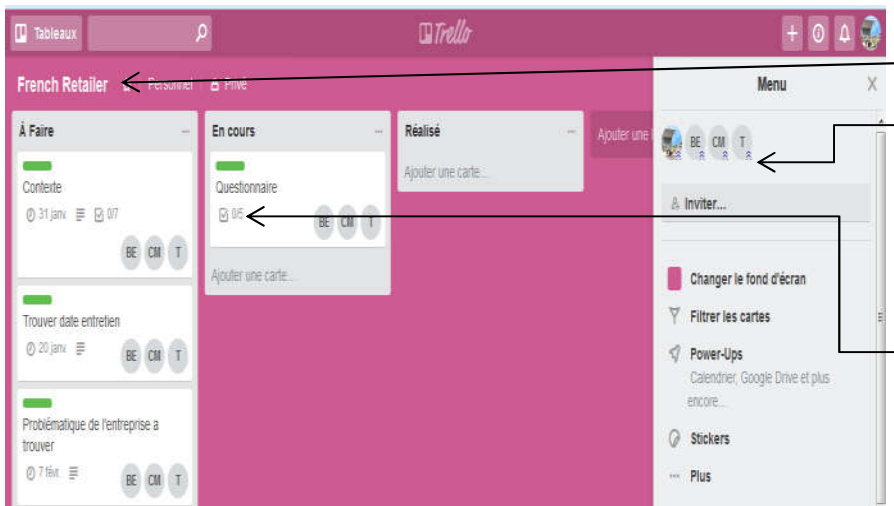 Tableaux
Trello
French Retailer Personnel Privé
Menu
À Faire
Contexte
31 janv. 0/7
BE CM T
Trouver date entretien
20 janv.
BE CM T
Problématique de l'entreprise a
trouver
7 févr.
BE CM T
En cours
Questionnaire
0/5
BE CM T
Ajouter une carte...
Réalisé
Ajouter une carte...
Ajouter une
BE CM T
Inviter...
Changer le fond d'écran
Filtrer les cartes
Power-Ups
Calendrier, Google Drive et plus
encore...
Stickers
Plus